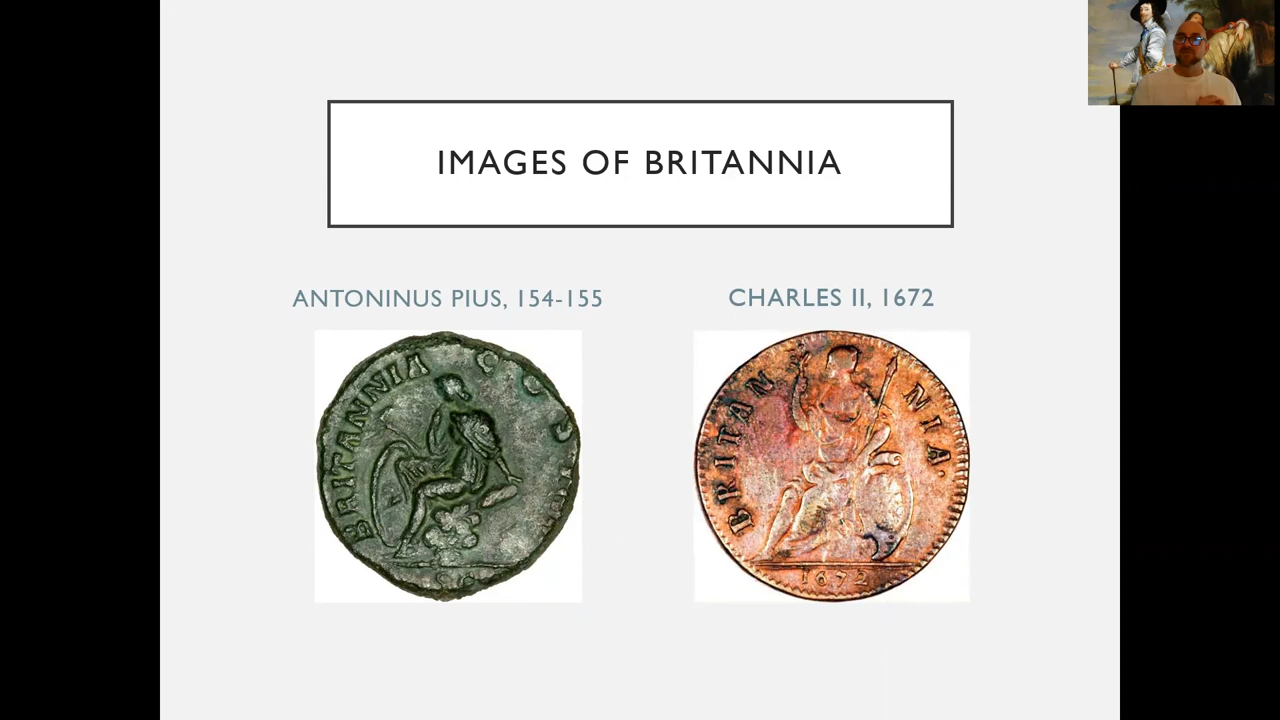 IMAGES OF BRITANNIA
ANTONINUS PIUS, 154-155
CHARLES II, 1672
BRITANNIA
S C
BRITAN
NIA·
1672